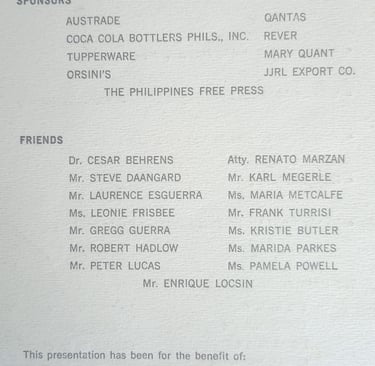 SPONSORS
AUSTRADE QANTAS
COCA COLA BOTTLERS PHILS., INC. REVER
TUPPERWARE MARY QUANT
ORSINI'S JJRL EXPORT CO.
THE PHILIPPINES FREE PRESS
FRIENDS
Dr. CESAR BEHRENS Atty. RENATO MARZAN
Mr. STEVE DAANGARD Mr. KARL MEGERLE
Mr. LAURENCE ESGUERRA Ms. MARIA METCALFE
Ms. LEONIE FRISBEE Mr. FRANK TURRISI
Mr. GREGG GUERRA Ms. KRISTIE BUTLER
Mr. ROBERT HADLOW Ms. MARIDA PARKES
Mr. PETER LUCAS Ms. PAMELA POWELL
Mr. ENRIQUE LOCSIN
This presentation has been for the benefit of: